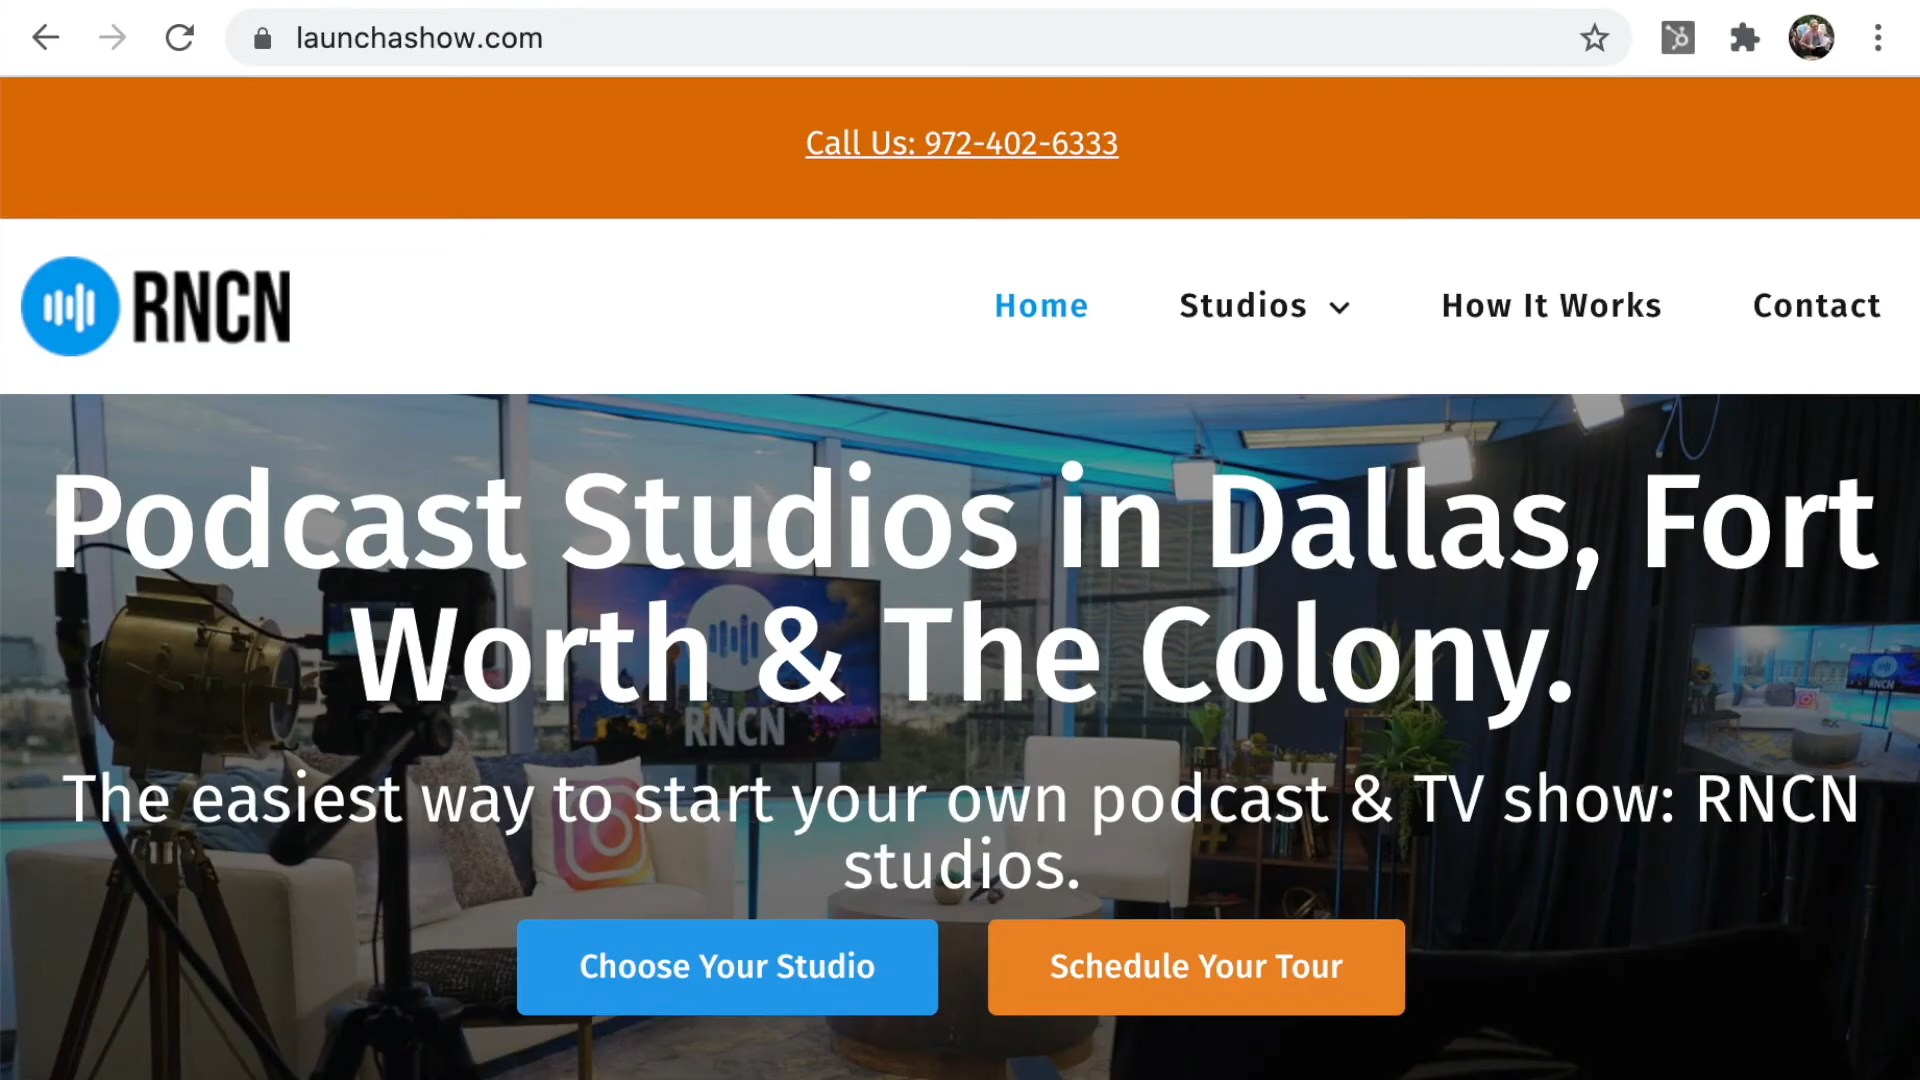 launchashow.com
Call Us: 972-402-6333
RNCN
Home Studios How It Works Contact
Podcast Studios in Dallas, Fort
Worth & The Colony.
RNCN
RNCN
The easiest way to start your own podcast & TV show: RNCN
studios.
Choose Your Studio Schedule Your Tour